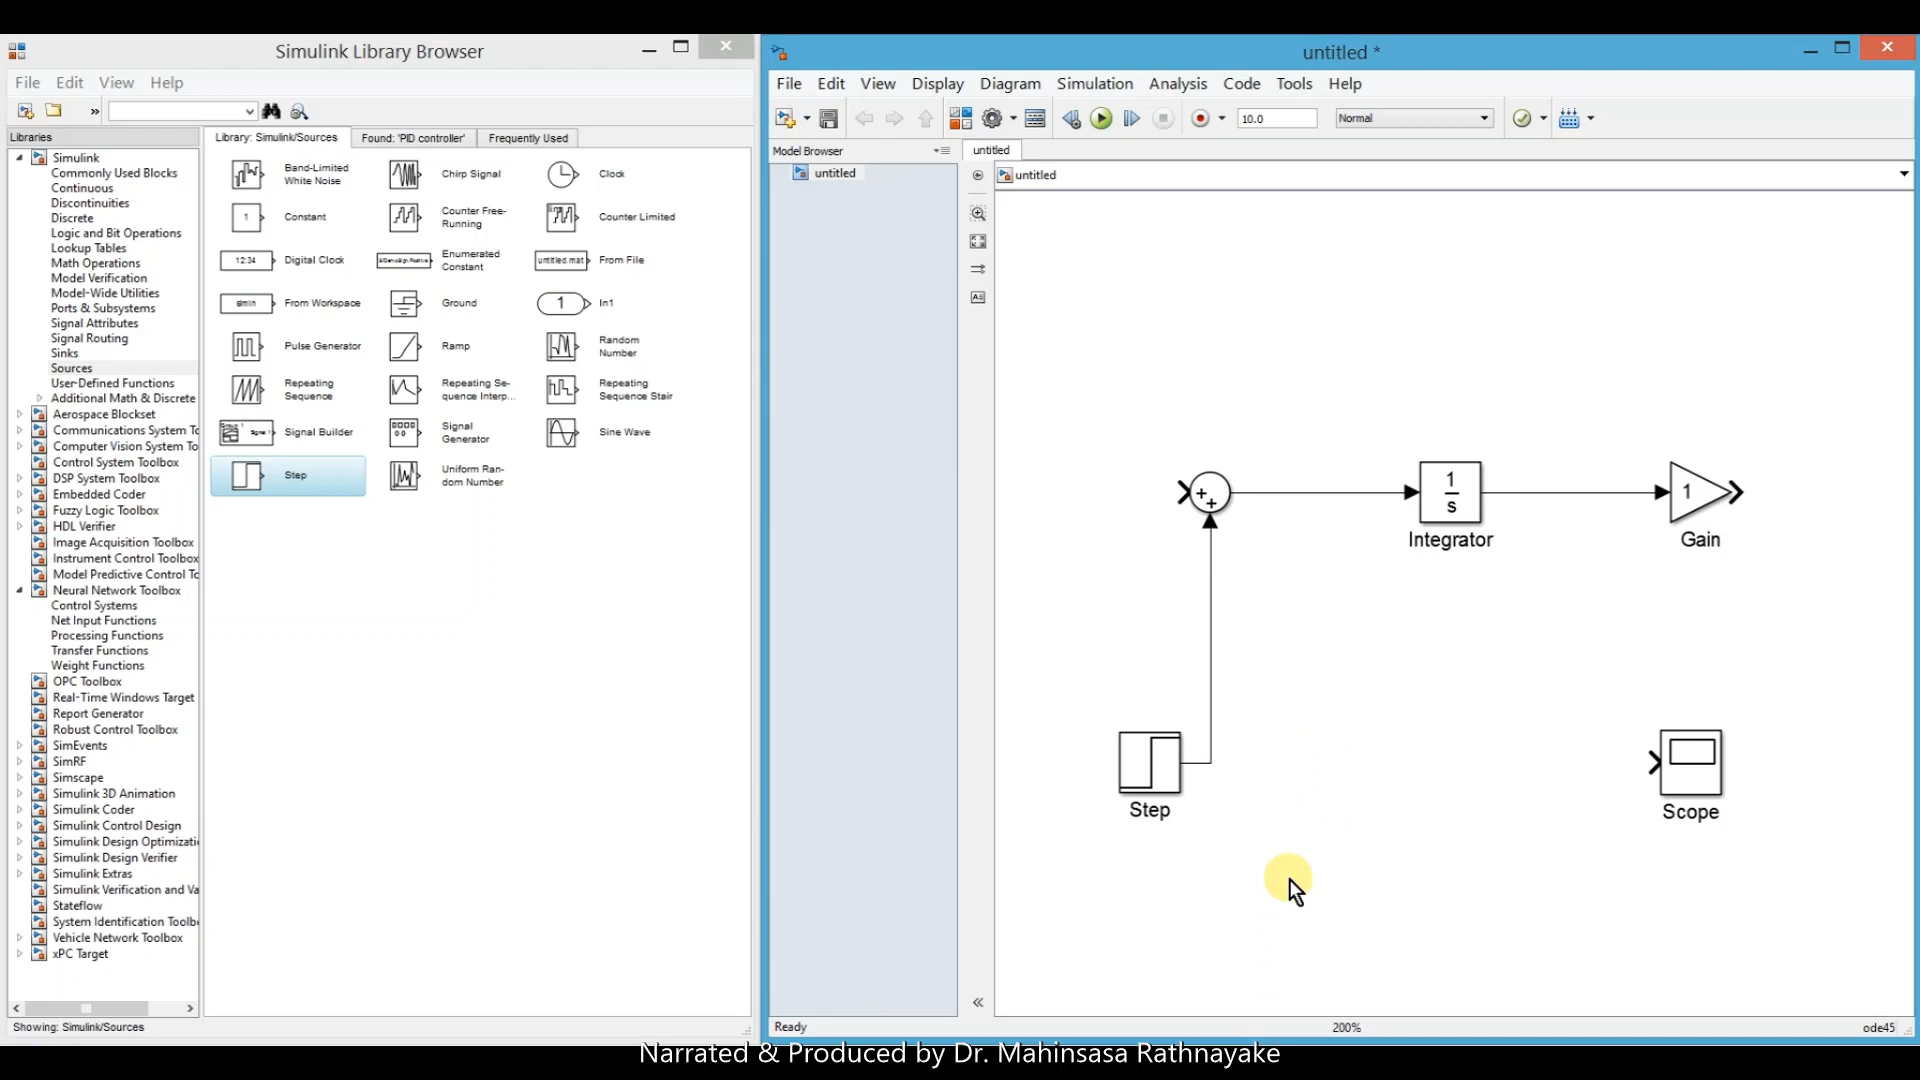 Simulink Library Browser
File Edit View Help
Libraries
Simulink
Commonly Used Blocks
Continuous
Discontinuities
Discrete
Logic and Bit Operations
Lookup Tables
Math Operations
Model Verification
Model-Wide Utilities
Ports & Subsystems
Signal Attributes
Signal Routing
Sinks
Sources
User-Defined Functions
Additional Math & Discrete
Aerospace Blockset
Communications System To
Computer Vision System To
Control System Toolbox
DSP System Toolbox
Embedded Coder
Fuzzy Logic Toolbox
HDL Verifier
Image Acquisition Toolbox
Instrument Control Toolbox
Model Predictive Control To
Neural Network Toolbox
Control Systems
Net Input Functions
Processing Functions
Transfer Functions
Weight Functions
OPC Toolbox
Real-Time Windows Target
Report Generator
Robust Control Toolbox
SimEvents
SimRF
Simscape
Simulink 3D Animation
Simulink Coder
Simulink Control Design
Simulink Design Optimizati
Simulink Design Verifier
Simulink Extras
Simulink Verification and Va
Stateflow
System Identification Toolb
Vehicle Network Toolbox
xPC Target
Showing: Simulink/Sources
Library: Simulink/Sources Found: 'PID controller' Frequently Used
Band-Limited
White Noise
Chirp Signal
Clock
1 Constant
Counter Free-
Running
Counter Limited
12:34 Digital Clock
Enumerated
Constant
untitled.mat From File
simin From Workspace
Ground
1 In1
Pulse Generator
Ramp
Random
Number
Repeating
Sequence
Repeating Se-
quence Interp...
Repeating
Sequence Stair
Signal Builder
Signal
Generator
Sine Wave
Step
Uniform Ran-
dom Number
untitled *
File Edit View Display Diagram Simulation Analysis Code Tools Help
10.0 Normal
Model Browser
untitled
untitled
untitled
1
s
Integrator
1
Gain
Step
Scope
Ready 200% ode45
Narrated & Produced by Dr. Mahinsasa Rathnayake